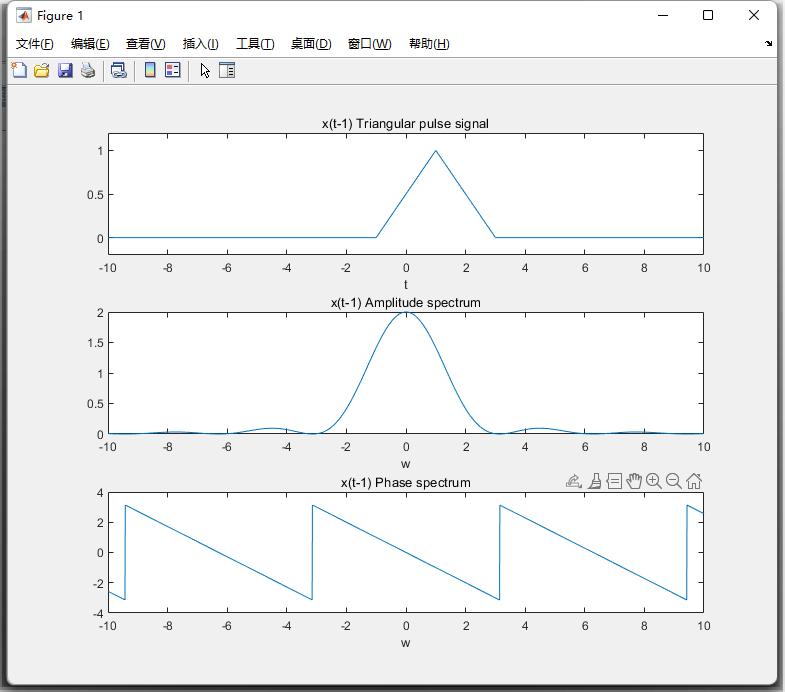 Figure 1
文件(F) 编辑(E) 查看(V) 插入(I) 工具(T) 桌面(D) 窗口(W) 帮助(H)
x(t-1) Triangular pulse signal
1
0.5
0
-10 -8 -6 -4 -2 0 2 4 6 8 10
t
x(t-1) Amplitude spectrum
2
1.5
1
0.5
0
-10 -8 -6 -4 -2 0 2 4 6 8 10
w
x(t-1) Phase spectrum
4
2
0
-2
-4
-10 -8 -6 -4 -2 0 2 4 6 8 10
w